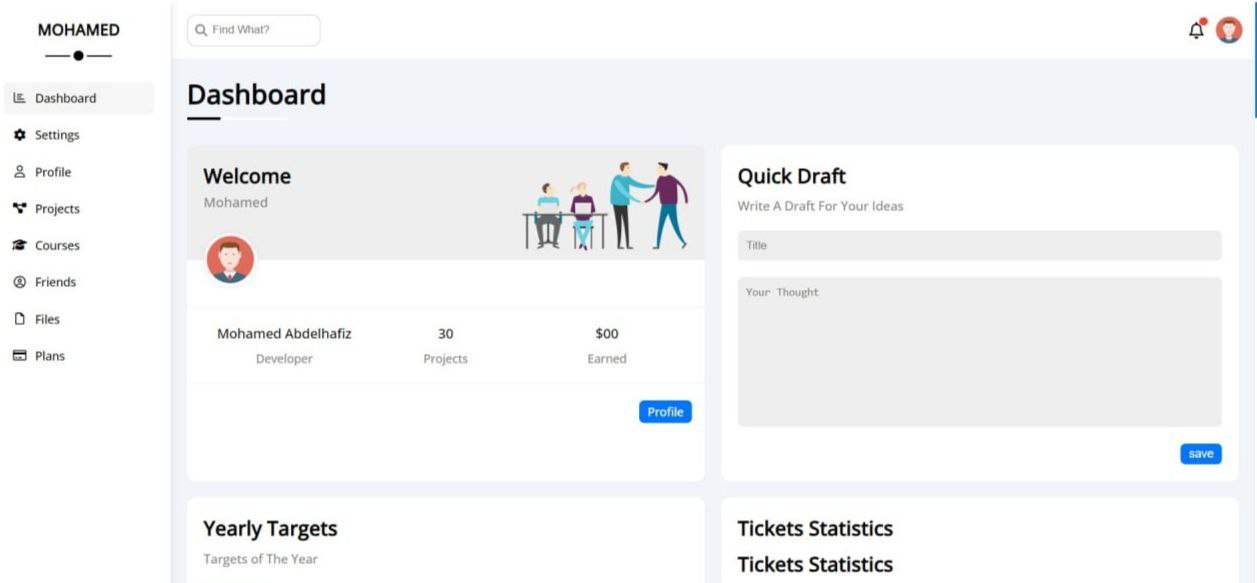 MOHAMED
Find What?
Dashboard
Settings
Profile
Projects
Courses
Friends
Files
Plans
Dashboard
Welcome
Mohamed
Mohamed Abdelhafiz
Developer
30
Projects
$00
Earned
Profile
Quick Draft
Write A Draft For Your Ideas
Title
Your Thought
save
Yearly Targets
Targets of The Year
Tickets Statistics
Tickets Statistics